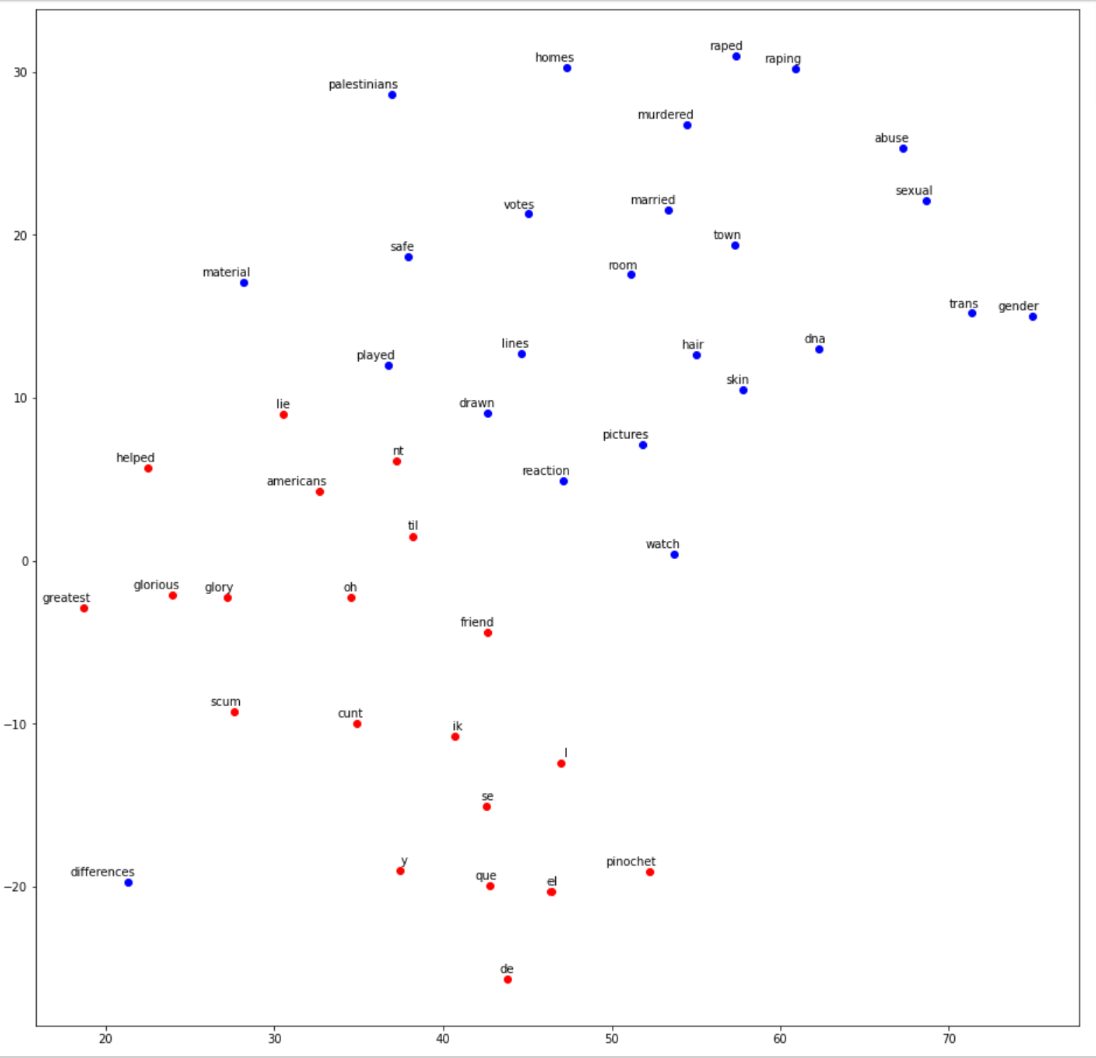 raped
homes
raping
30
palestinians
murdered
abuse
sexual
married
votes
20
town
safe
room
material
trans
gender
lines
hair
dna
played
skin
10
lie
drawn
pictures
nt
helped
reaction
americans
til
watch
0
glorious
glory
oh
greatest
friend
scum
cunt
ik
−10
l
se
y
pinochet
differences
que
el
−20
de
20 30 40 50 60 70